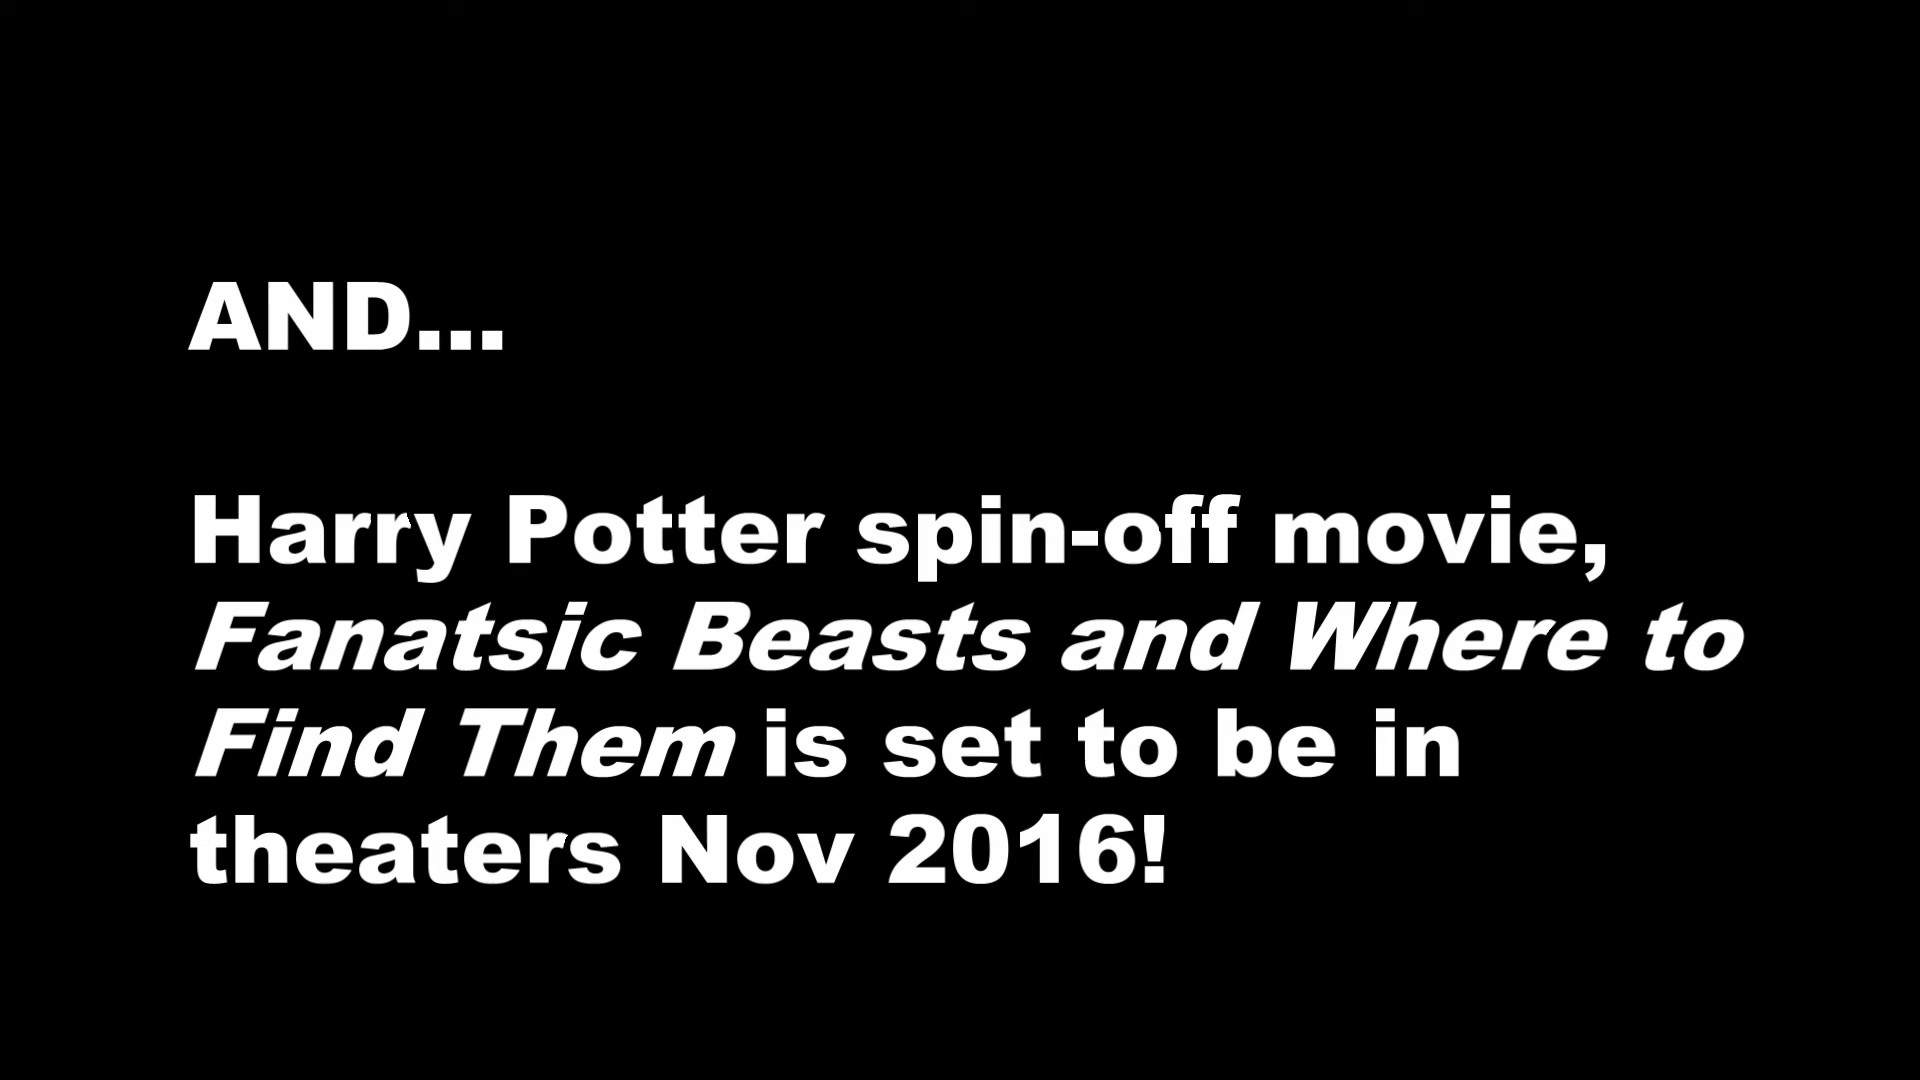 AND...
Harry Potter spin-off movie,
Fanatsic Beasts and Where to
Find Them is set to be in
theaters Nov 2016!